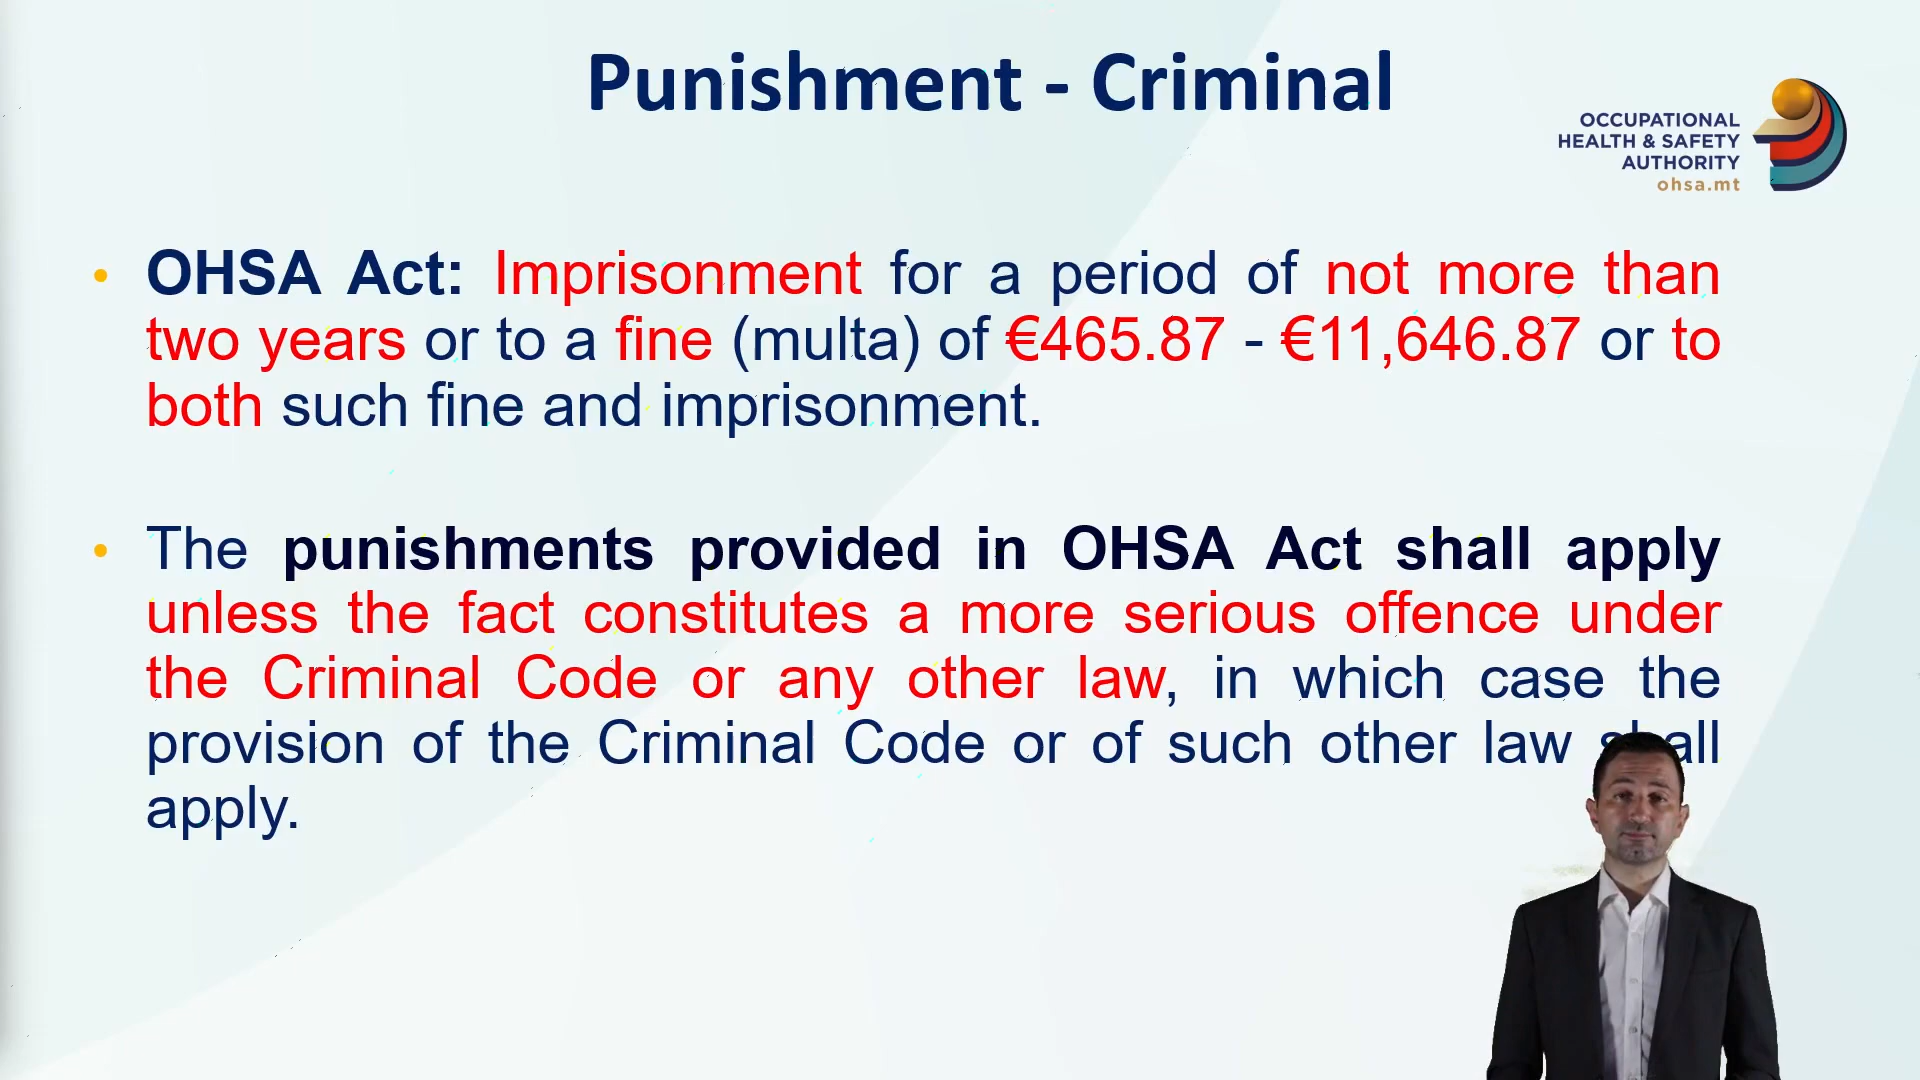 Punishment - Criminal
OCCUPATIONAL
HEALTH & SAFETY
AUTHORITY
ohsa.mt
• OHSA Act: Imprisonment for a period of not more than
two years or to a fine (multa) of €465.87 - €11,646.87 or to
both such fine and imprisonment.
• The punishments provided in OHSA Act shall apply
unless the fact constitutes a more serious offence under
the Criminal Code or any other law, in which case the
provision of the Criminal Code or of such other law shall
apply.